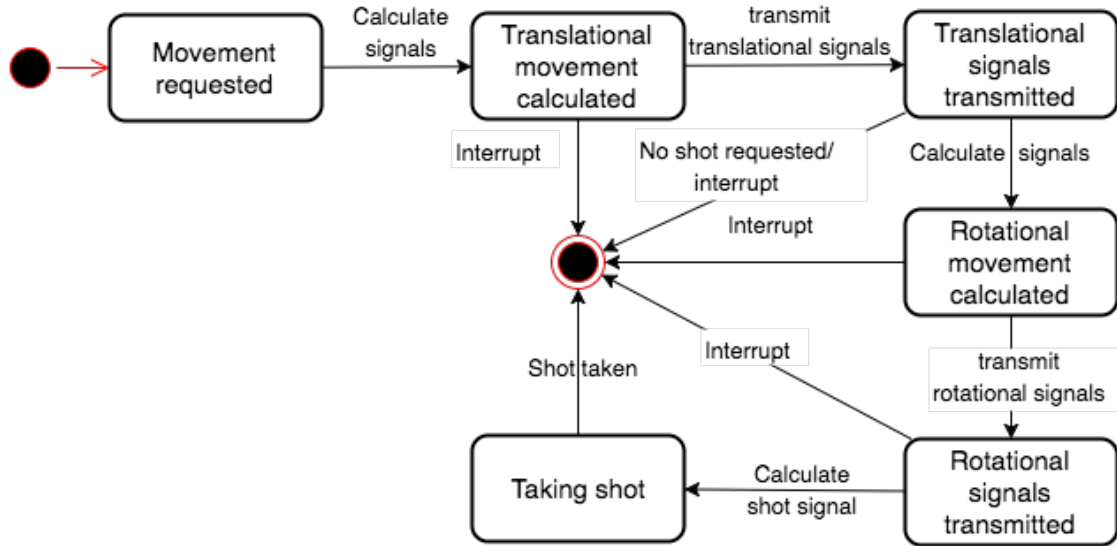 Movement
requested
Calculate
signals
Translational
movement
calculated
transmit
translational signals
Translational
signals
transmitted
Interrupt
No shot requested/
interrupt
Calculate signals
Interrupt
Rotational
movement
calculated
Interrupt
transmit
rotational signals
Shot taken
Taking shot
Calculate
shot signal
Rotational
signals
transmitted